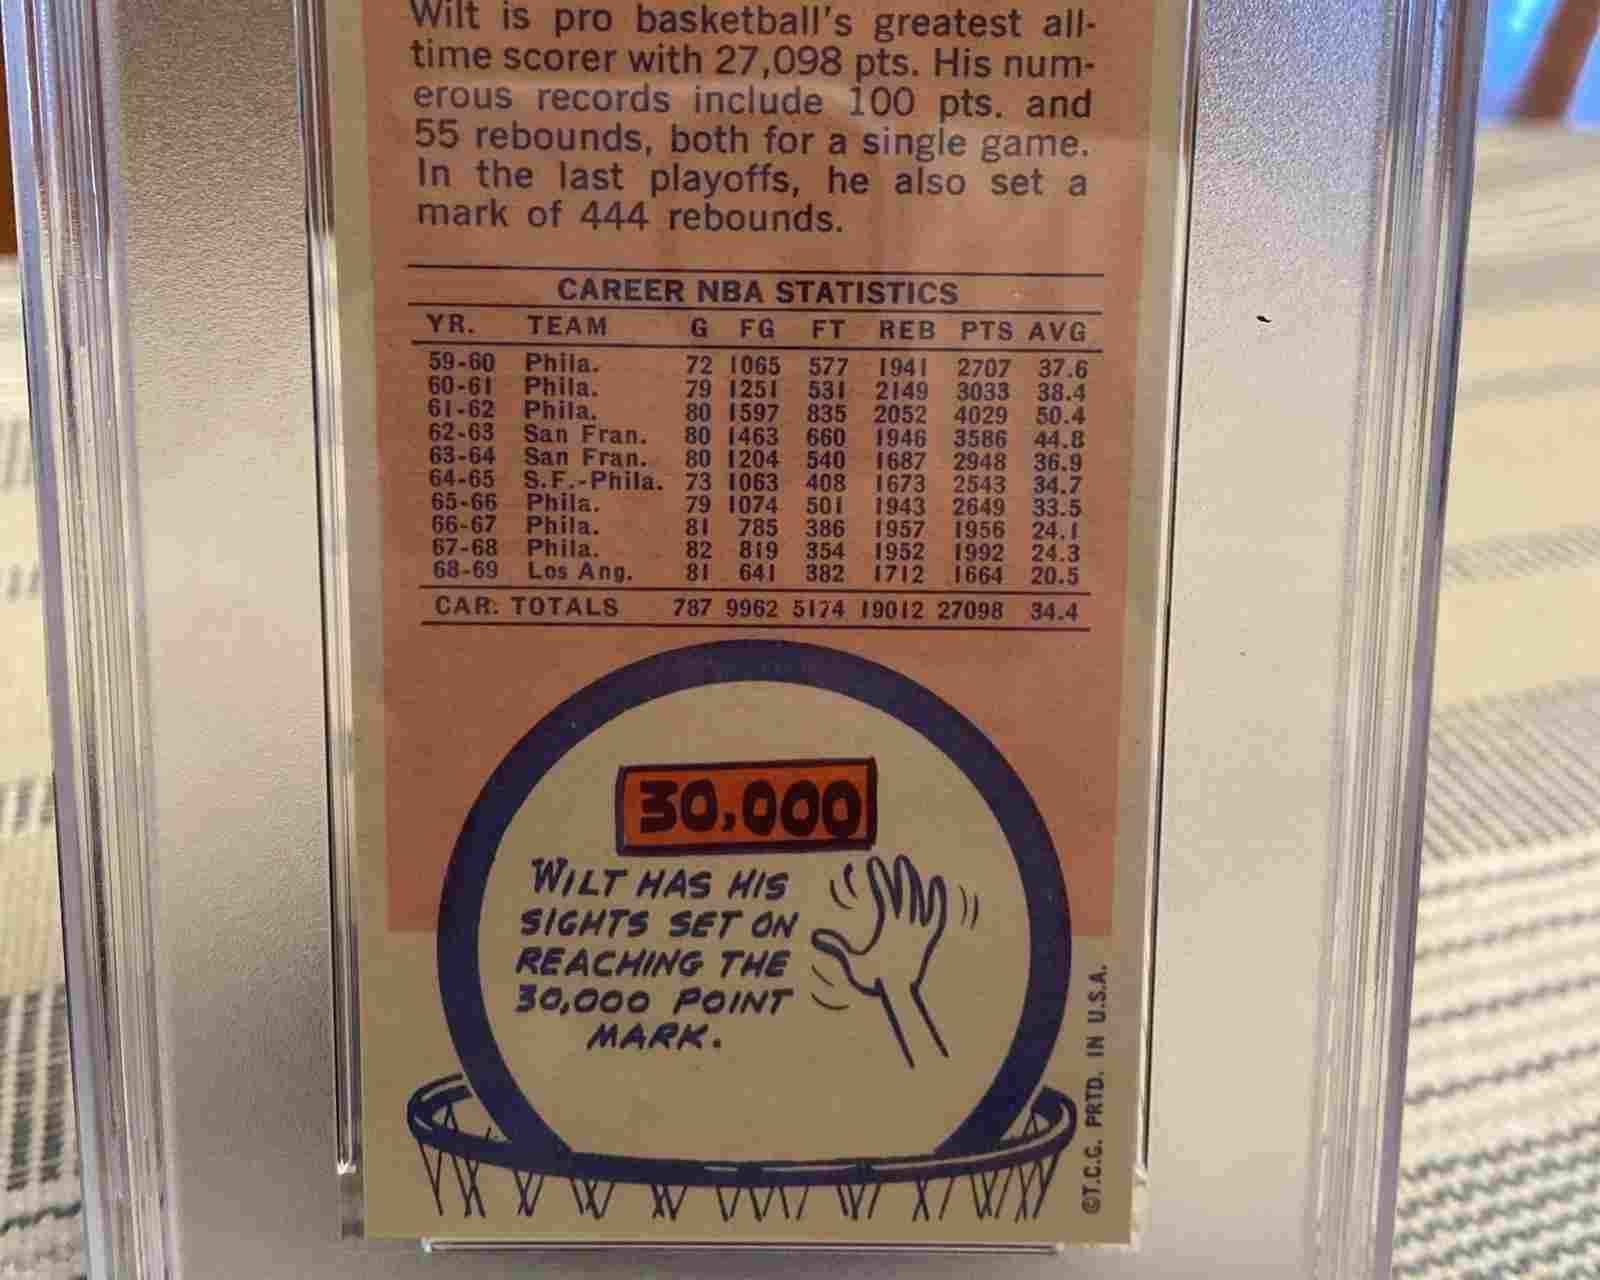 Wilt is pro basketball's greatest all-
time scorer with 27,098 pts. His num-
erous records include 100 pts. and
55 rebounds, both for a single game.
In the last playoffs, he also set a
mark of 444 rebounds.
CAREER NBA STATISTICS
YR. TEAM G FG FT REB PTS AVG
59-60 Phila. 72 1065 577 1941 2707 37.6
60-61 Phila. 79 1251 531 2149 3033 38.4
61-62 Phila. 80 1597 835 2052 4029 50.4
62-63 San Fran. 80 1463 660 1946 3586 44.8
63-64 San Fran. 80 1204 540 1687 2948 36.9
64-65 S.F.-Phila. 73 1063 408 1673 2543 34.7
65-66 Phila. 79 1074 501 1943 2649 33.5
66-67 Phila. 81 785 386 1957 1956 24.1
67-68 Phila. 82 819 354 1952 1992 24.3
68-69 Los Ang. 81 641 382 1712 1664 20.5
CAR. TOTALS 787 9962 5174 19012 27098 34.4
30,000
WILT HAS HIS
SIGHTS SET ON
REACHING THE
30,000 POINT
MARK.
©T.C.G. PRTD. IN U.S.A.